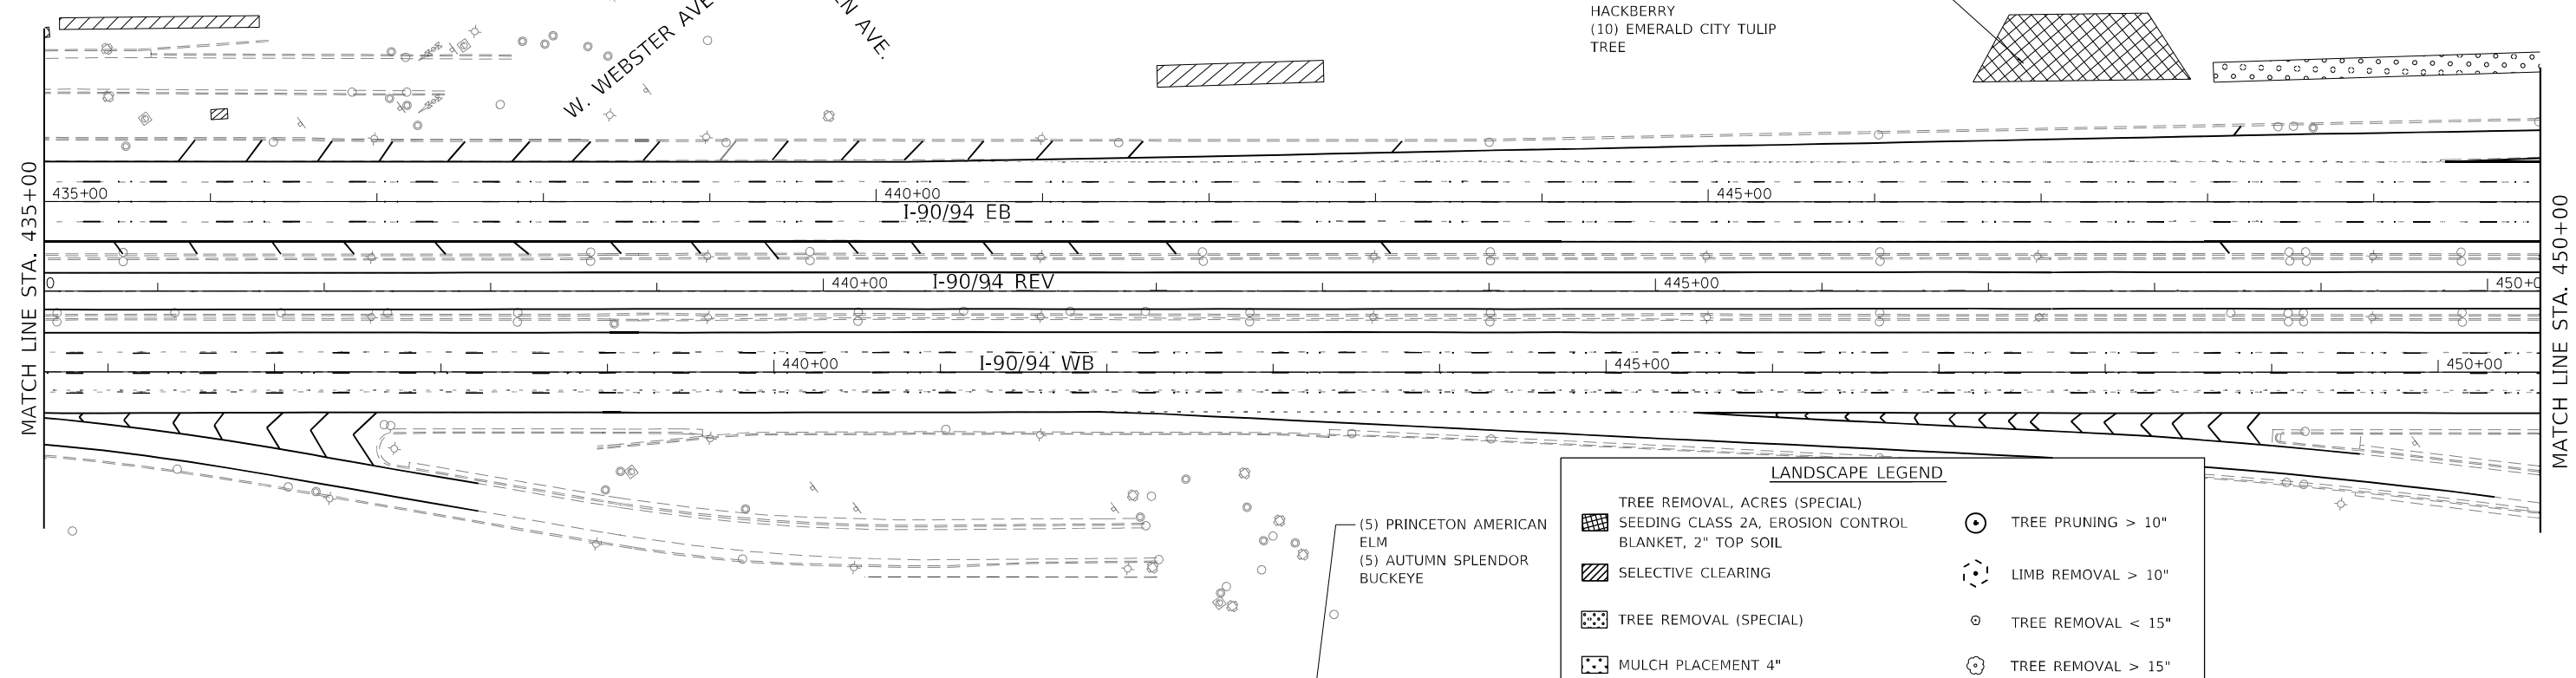 HACKBERRY
(10) EMERALD CITY TULIP
TREE
W. WEBSTER AVE
N AVE.
MATCH LINE STA. 435+00
435+00
440+00
445+00
I-90/94 EB
MATCH LINE STA. 450+00
0
440+00
I-90/94 REV
445+00
450+0
440+00
I-90/94 WB
445+00
450+00
(5) PRINCETON AMERICAN
ELM
(5) AUTUMN SPLENDOR
BUCKEYE
LANDSCAPE LEGEND
TREE REMOVAL, ACRES (SPECIAL)
SEEDING CLASS 2A, EROSION CONTROL
BLANKET, 2" TOP SOIL
SELECTIVE CLEARING
TREE REMOVAL (SPECIAL)
MULCH PLACEMENT 4"
TREE PRUNING > 10"
LIMB REMOVAL > 10"
TREE REMOVAL < 15"
TREE REMOVAL > 15"